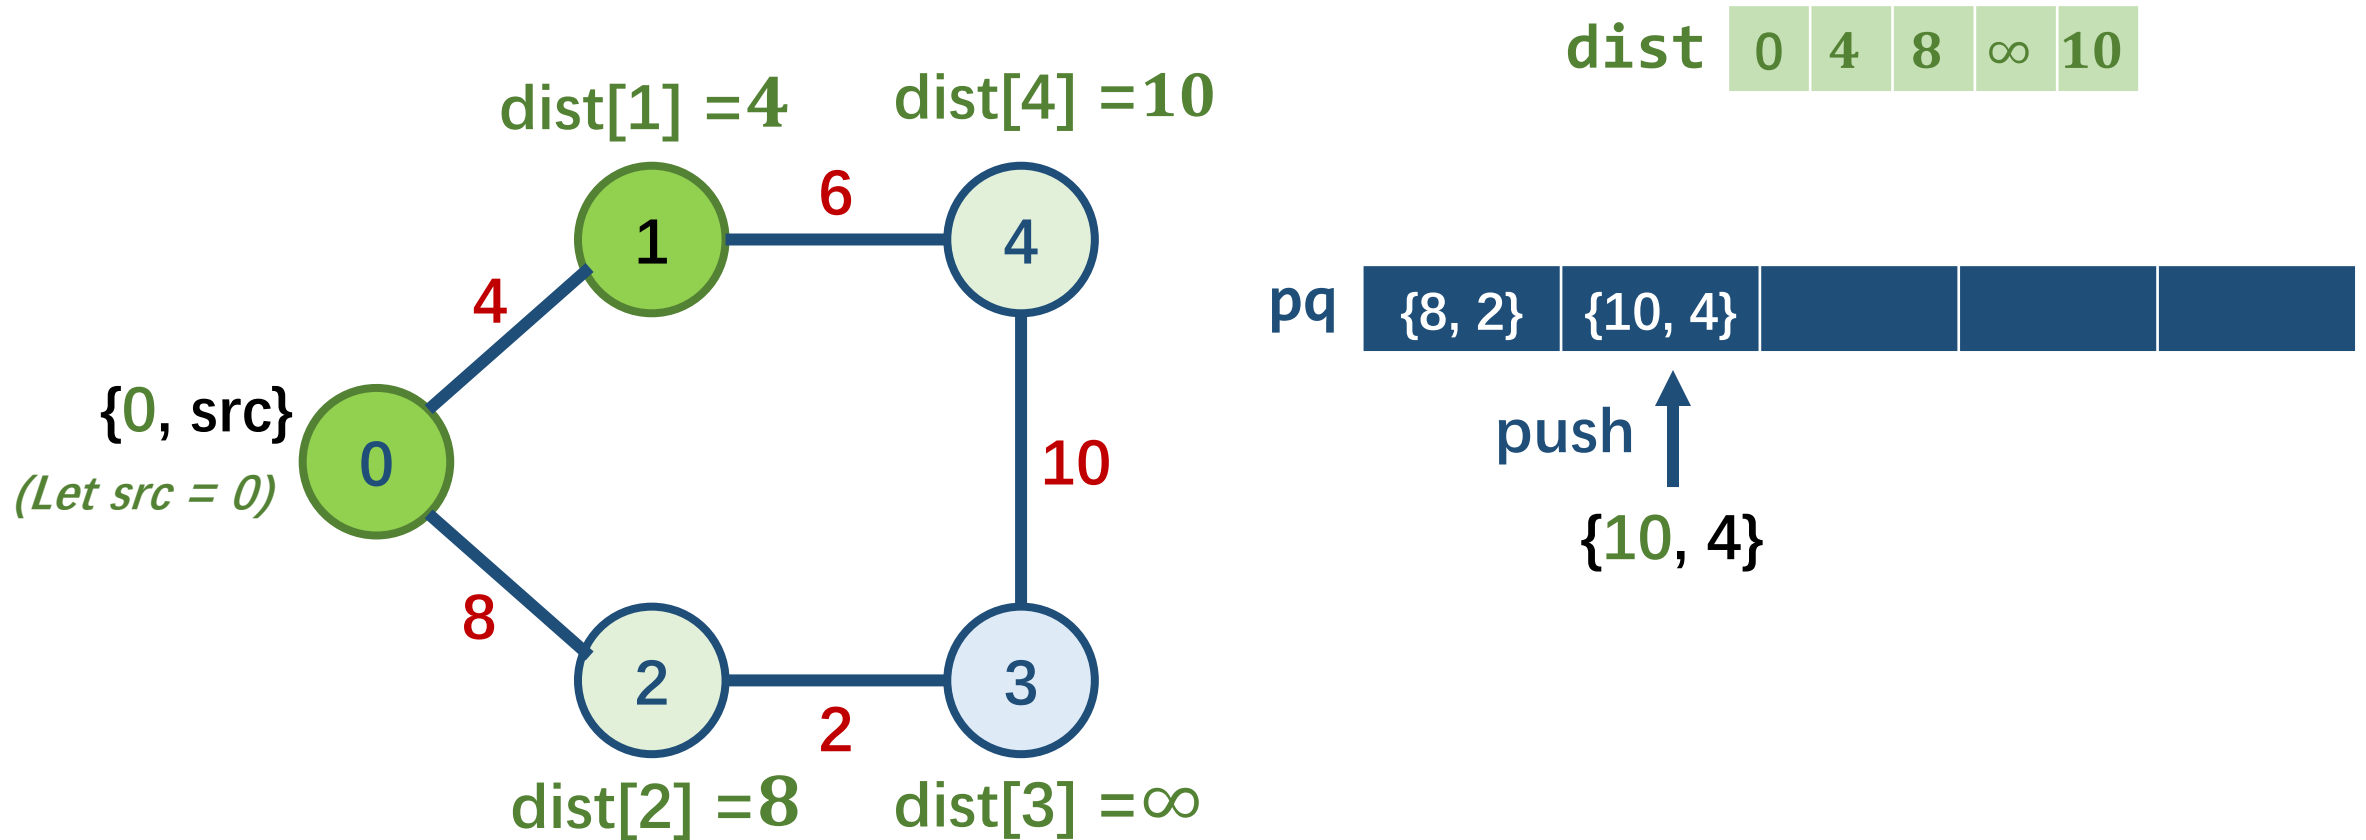 dist 0 4 8 ∞ 10
dist[1] =4
dist[4] =10
6
1
4
4
pq {8, 2} {10, 4}
push
{10, 4}
{0, src}
(Let src = 0)
0
10
8
2
3
2
dist[2] =8
dist[3] =∞